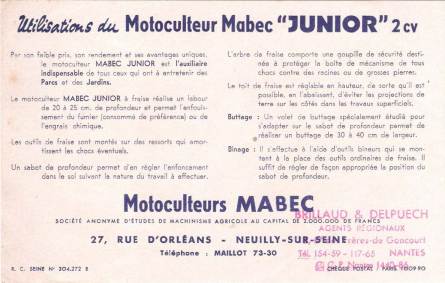 Utilisations du Motoculteur Mabec "JUNIOR" 2 cv
Par son faible prix, son rendement et ses avantages uniques,
le motoculteur MABEC JUNIOR est l'auxiliaire
indispensable de tous ceux qui ont à entretenir des
Parcs et des Jardins.
Le motoculteur MABEC JUNIOR à fraise réalise un labour
de 20 à 25 cm. de profondeur et permet l'enfouis-
sement du fumier (consommé de préférence) ou de
l'engrais chimique.
Les outils de fraise sont montés sur des ressorts qui amor-
tissent les chocs éventuels.
Un sabot de profondeur permet d'en régler l'enfoncement
dans le sol suivant la nature du travail à effectuer.
L'arbre de fraise comporte une goupille de sécurité desti-
née à protéger la boîte de mécanisme de tous
chocs contre des racines ou de grosses pierres.
Le toit de fraise est réglable en hauteur, de sorte qu'il est
possible, en l'abaissant, d'éviter les projections de
terre sur les côtés dans les travaux superficiels.
Buttage : Un volet de buttage spécialement étudié pour
s'adapter sur le sabot de profondeur permet de
réaliser un buttage de 30 à 40 cm de largeur.
Binage : Il s'effectue à l'aide d'outils bineurs qui se mon-
tent à la place des outils ordinaires de fraise. Il
suffit de régler en conséquence la position du
sabot de profondeur.
Motoculteurs MABEC
SOCIÉTÉ ANONYME D'ÉTUDES DE MACHINISME AGRICOLE AU CAPITAL DE 2.000.000 DE FRANCS
27, RUE D'ORLÉANS - NEUILLY-SUR-SEINE
Téléphone : MAILLOT 73-30
R. C. SEINE N° 304.272 B
CHÈQUE POSTAL : PARIS
BRILLAUD & DELPUECH
AGENTS RÉGIONAUX
Frères-de Goncourt
Tél. 154-59 - 117-65 NANTES
C.C.P. Nantes